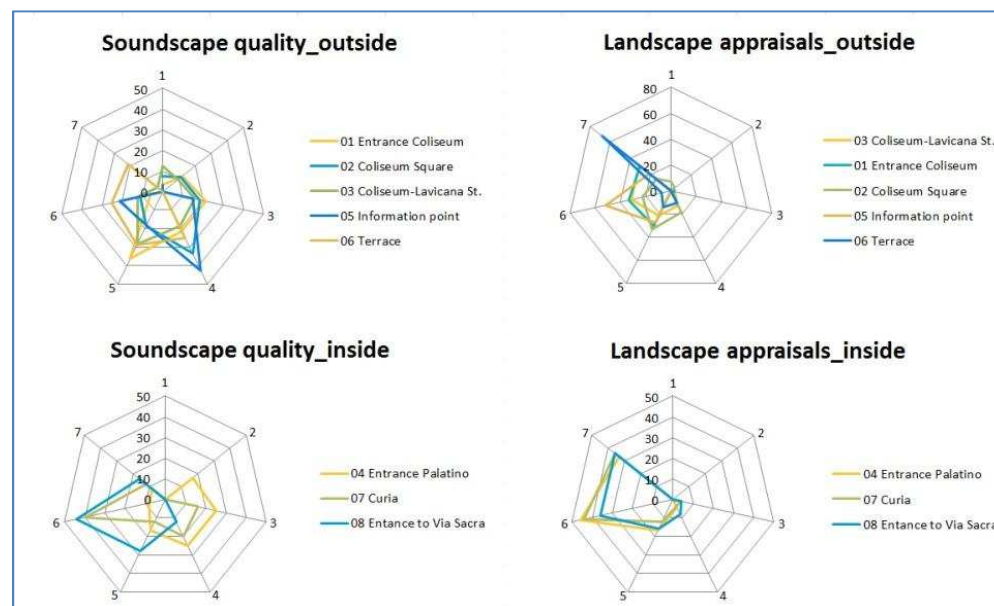 Soundscape quality_outside
1
50
40
30
20
10
0
2
3
4
5
6
7
01 Entrance Coliseum
02 Coliseum Square
03 Coliseum-Lavicana St.
05 Information point
06 Terrace
Landscape appraisals_outside
1
80
60
40
20
0
2
3
4
5
6
7
03 Coliseum-Lavicana St.
01 Entrance Coliseum
02 Coliseum Square
05 Information point
06 Terrace
Soundscape quality_inside
1
50
40
30
20
10
0
2
3
4
5
6
7
04 Entrance Palatino
07 Curia
08 Entance to Via Sacra
Landscape appraisals_inside
1
50
40
30
20
10
0
2
3
4
5
6
7
04 Entrance Palatino
07 Curia
08 Entance to Via Sacra